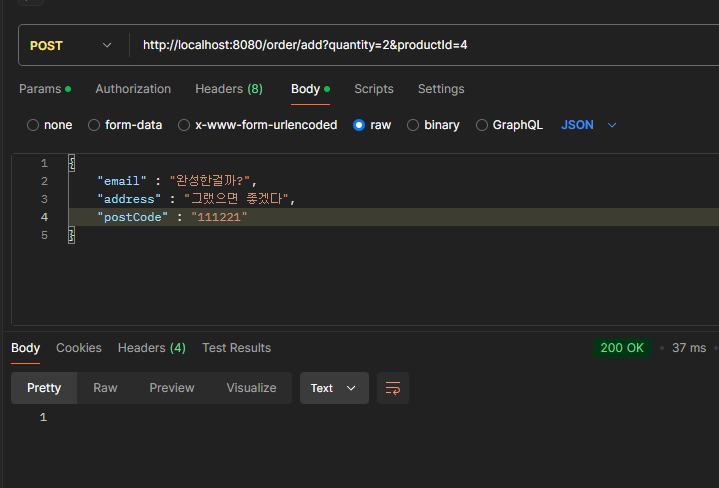 POST http://localhost:8080/order/add?quantity=2&productId=4
Params Authorization Headers (8) Body Scripts Settings
none form-data x-www-form-urlencoded raw binary GraphQL JSON
1 {
2 "email" : "완성한걸까?",
3 "address" : "그랬으면 좋겠다",
4 "postCode" : "111221"
5 }
Body Cookies Headers (4) Test Results 200 OK • 37 ms •
Pretty Raw Preview Visualize Text
1